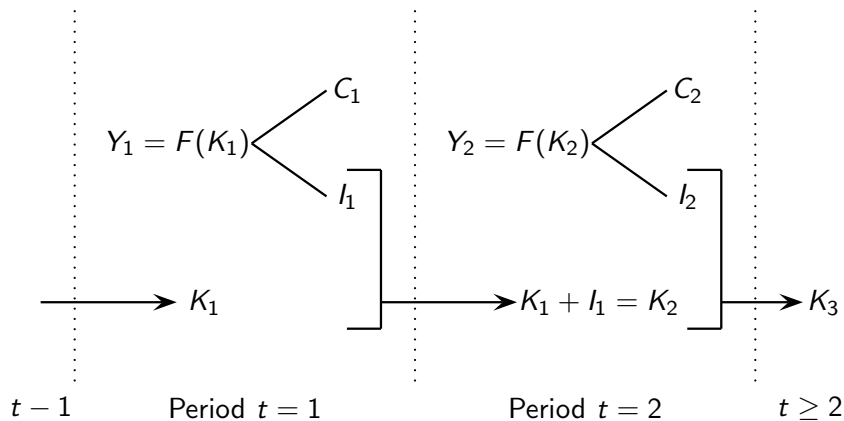 C₁ C₂
Y₁ = F(K₁) Y₂ = F(K₂)
I₁ I₂
K₁ K₁ + I₁ = K₂ K₃
t − 1 Period t = 1 Period t = 2 t ≥ 2